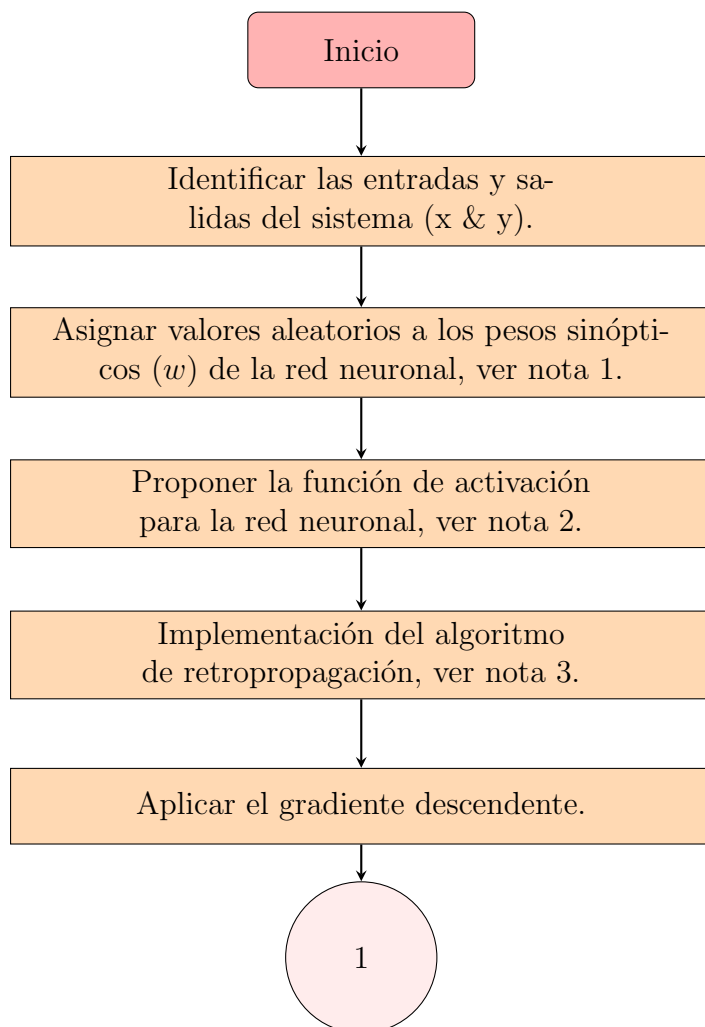 Inicio
Identificar las entradas y sa-
lidas del sistema (x & y).
Asignar valores aleatorios a los pesos sinópti-
cos (w) de la red neuronal, ver nota 1.
Proponer la función de activación
para la red neuronal, ver nota 2.
Implementación del algoritmo
de retropropagación, ver nota 3.
Aplicar el gradiente descendente.
1